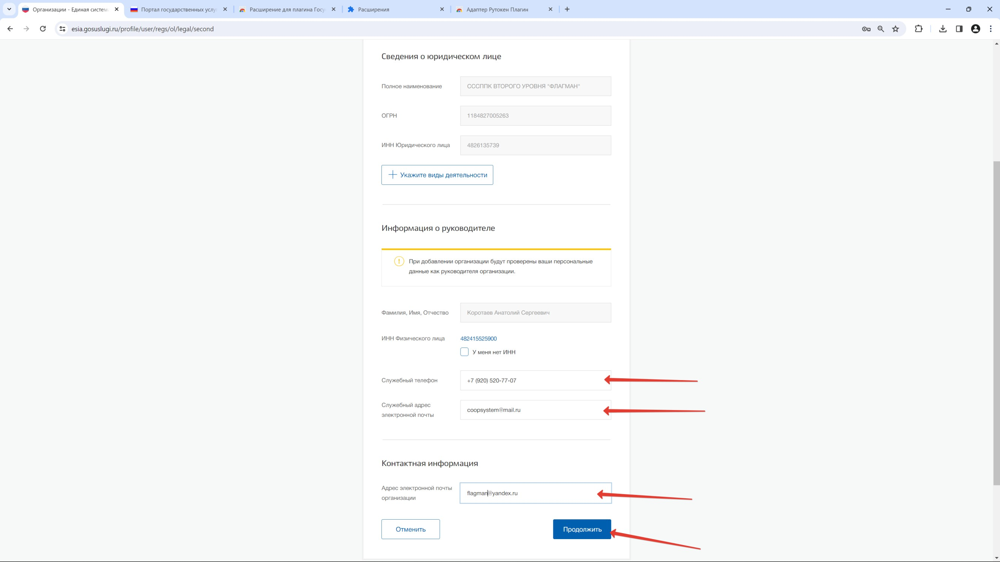 Организации - Единая систем
Портал государственных услу
Расширение для плагина Госу
Расширения
Адаптер Рутокен Плагин
esia.gosuslugi.ru/profile/user/regs/ol/legal/second
Сведения о юридическом лице
Полное наименование
СССППК ВТОРОГО УРОВНЯ "ФЛАГМАН"
ОГРН
1184827005263
ИНН Юридического лица
4826135739
Укажите виды деятельности
Информация о руководителе
При добавлении организации будут проверены ваши персональные
данные как руководителя организации.
Фамилия, Имя, Отчество
Коротаев Анатолий Сергеевич
ИНН Физического лица
482415525900
У меня нет ИНН
Служебный телефон
+7 (920) 520-77-07
Служебный адрес
электронной почты
coopsystem@mail.ru
Контактная информация
Адрес электронной почты
организации
flagman@yandex.ru
Отменить
Продолжить